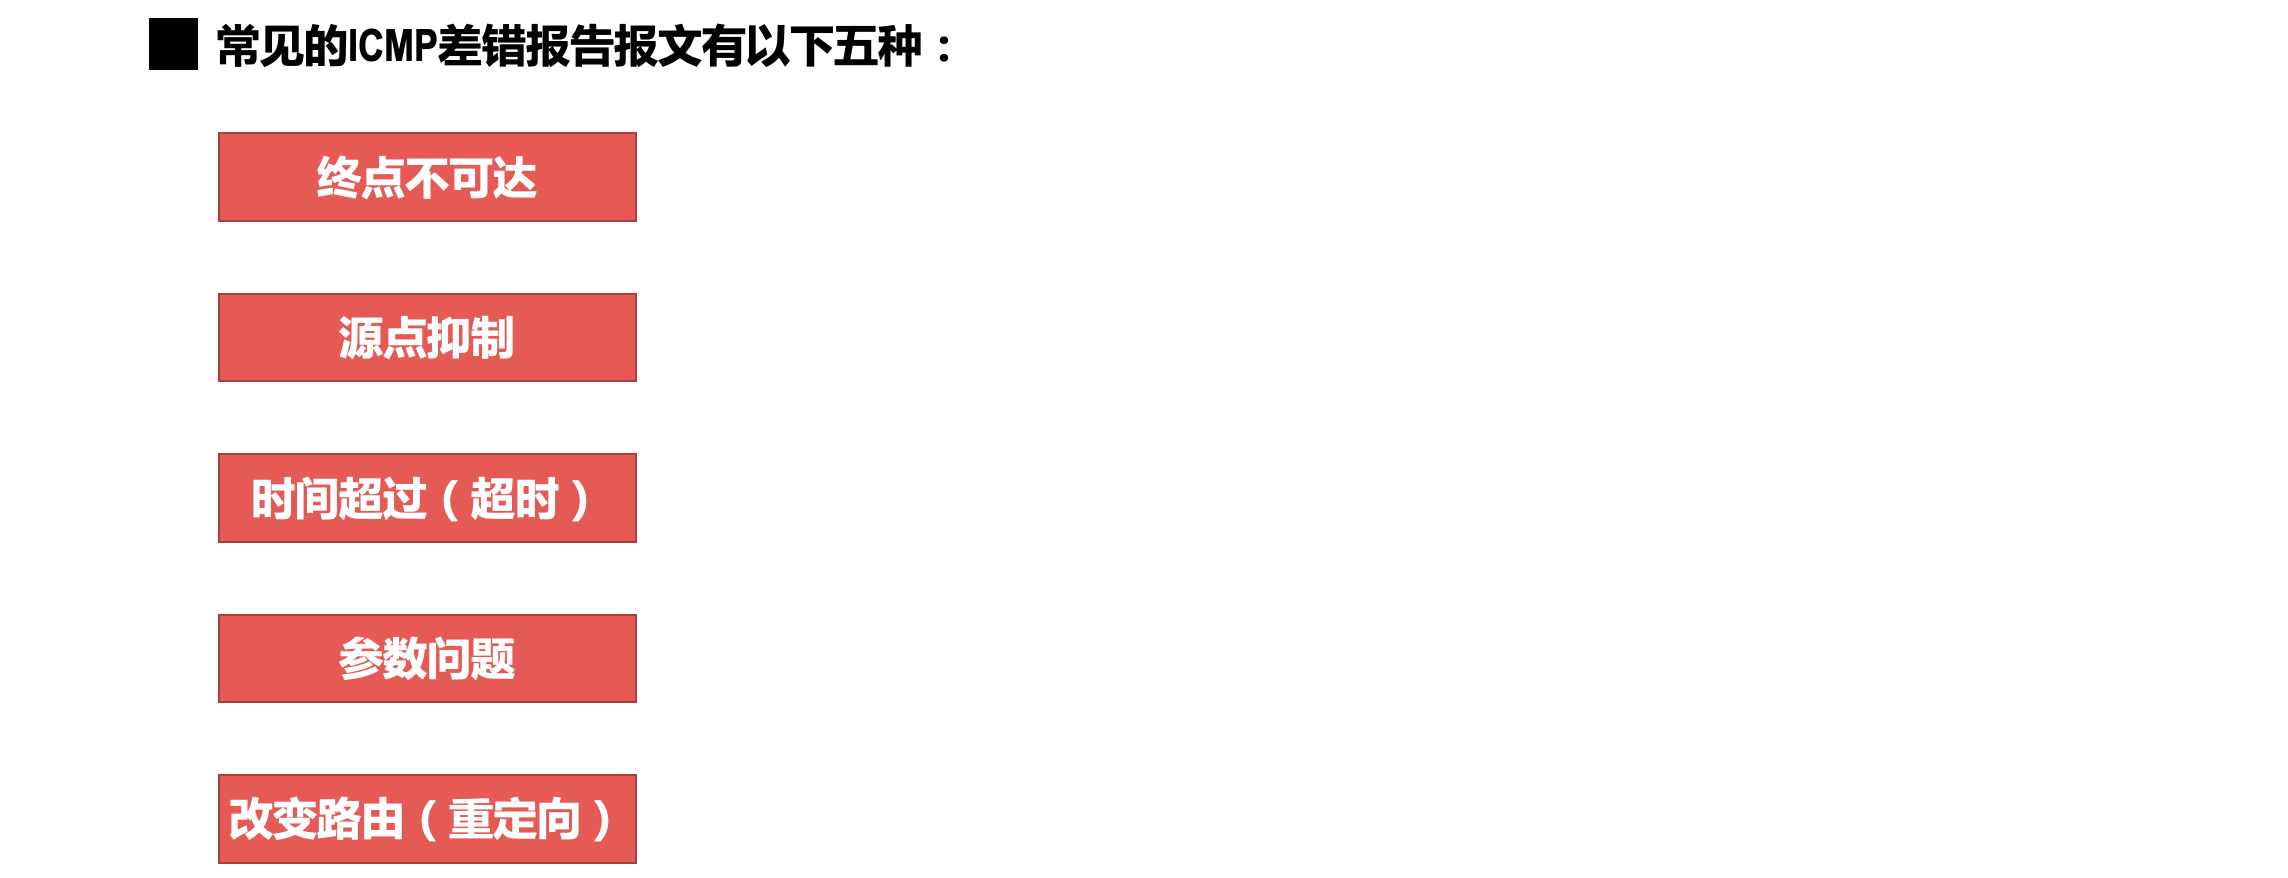 常见的ICMP差错报告报文有以下五种：
终点不可达
源点抑制
时间超过（超时）
参数问题
改变路由（重定向）